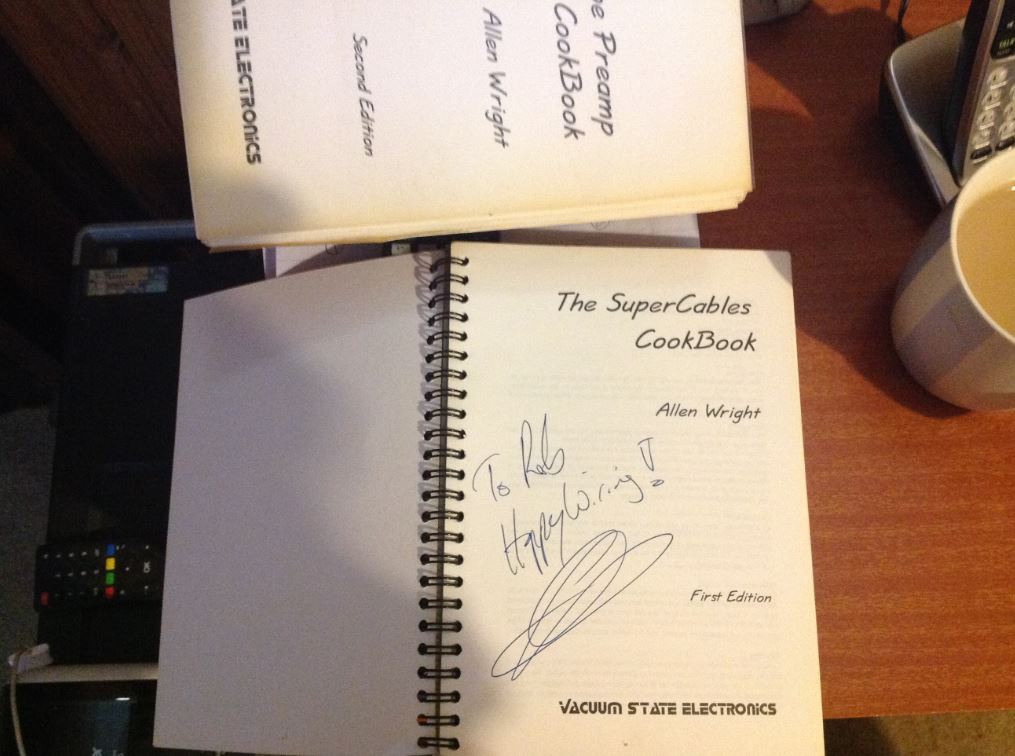 Preamp
CookBook
Allen Wright
Second Edition
ELECTRONICS
The SuperCables
CookBook
Allen Wright
To Rob
Happy Wiring!
First Edition
VACUUM STATE ELECTRONICS
OK